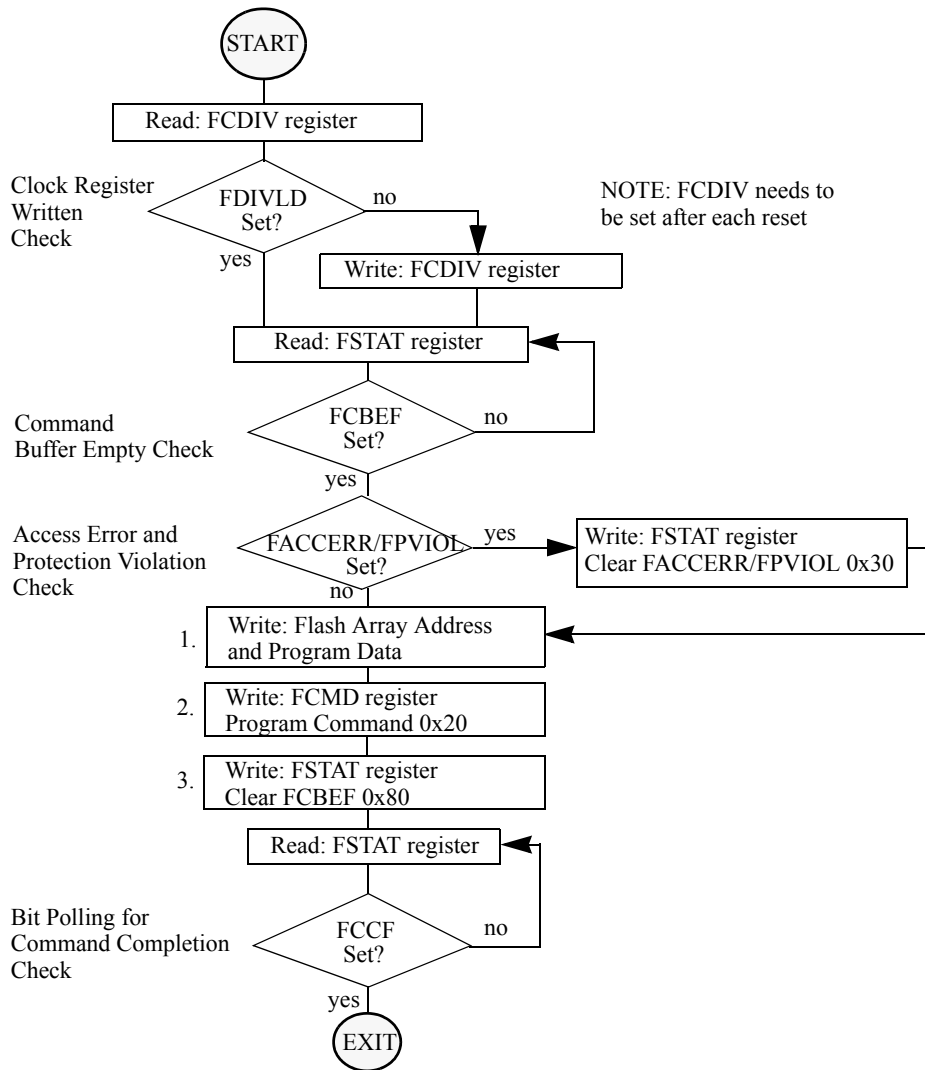 START
Read: FCDIV register
Clock Register
Written
Check
FDIVLD
Set?
no
yes
NOTE: FCDIV needs to
be set after each reset
Write: FCDIV register
Read: FSTAT register
Command
Buffer Empty Check
FCBEF
Set?
no
yes
Access Error and
Protection Violation
Check
FACCERR/FPVIOL
Set?
yes
no
Write: FSTAT register
Clear FACCERR/FPVIOL 0x30
1.
Write: Flash Array Address
and Program Data
2.
Write: FCMD register
Program Command 0x20
3.
Write: FSTAT register
Clear FCBEF 0x80
Read: FSTAT register
Bit Polling for
Command Completion
Check
FCCF
Set?
no
yes
EXIT